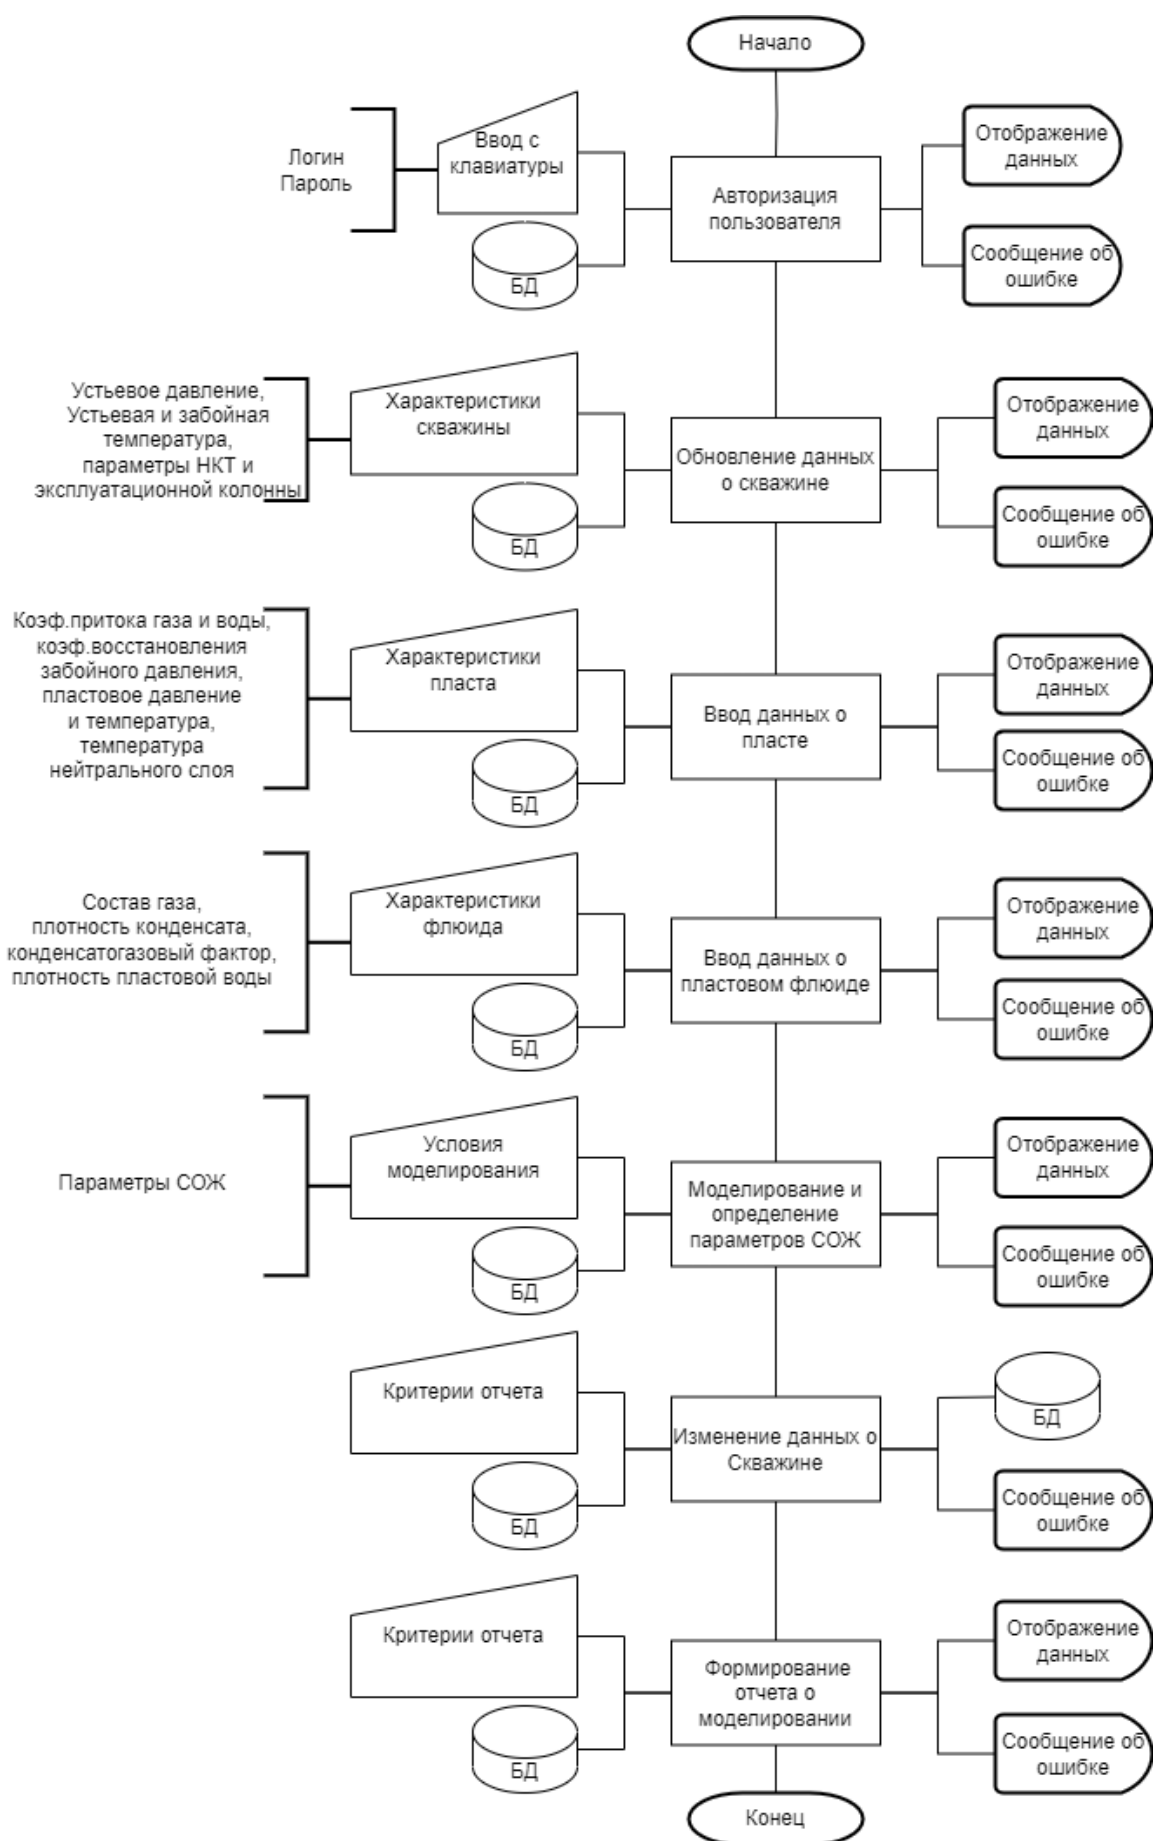 Начало
Логин
Пароль
Ввод с
клавиатуры
БД
Авторизация
пользователя
Отображение
данных
Сообщение об
ошибке
Устьевое давление,
Устьевая и забойная
температура,
параметры НКТ и
эксплуатационной колонны
Характеристики
скважины
БД
Обновление данных
о скважине
Отображение
данных
Сообщение об
ошибке
Коэф.притока газа и воды,
коэф.восстановления
забойного давления,
пластовое давление
и температура,
температура
нейтрального слоя
Характеристики
пласта
БД
Ввод данных о
пласте
Отображение
данных
Сообщение об
ошибке
Состав газа,
плотность конденсата,
конденсатогазовый фактор,
плотность пластовой воды
Характеристики
флюида
БД
Ввод данных о
пластовом флюиде
Отображение
данных
Сообщение об
ошибке
Параметры СОЖ
Условия
моделирования
БД
Моделирование и
определение
параметров СОЖ
Отображение
данных
Сообщение об
ошибке
Критерии отчета
БД
Изменение данных о
Скважине
БД
Сообщение об
ошибке
Критерии отчета
БД
Формирование
отчета о
моделировании
Отображение
данных
Сообщение об
ошибке
Конец